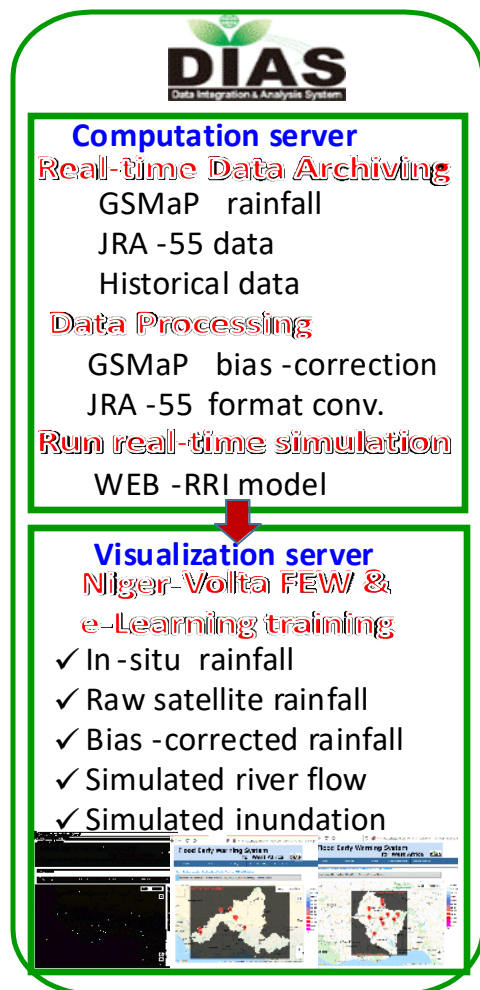 DIAS
Data Integration & Analysis System
Computation server
Real-time Data Archiving
GSMaP rainfall
JRA -55 data
Historical data
Data Processing
GSMaP bias -correction
JRA -55 format conv.
Run real-time simulation
WEB -RRI model
Visualization server
Niger-Volta FEW &
e-Learning training
✓ In -situ rainfall
✓ Raw satellite rainfall
✓ Bias -corrected rainfall
✓ Simulated river flow
✓ Simulated inundation
Flood Early Warning System
Flood Early Warning System